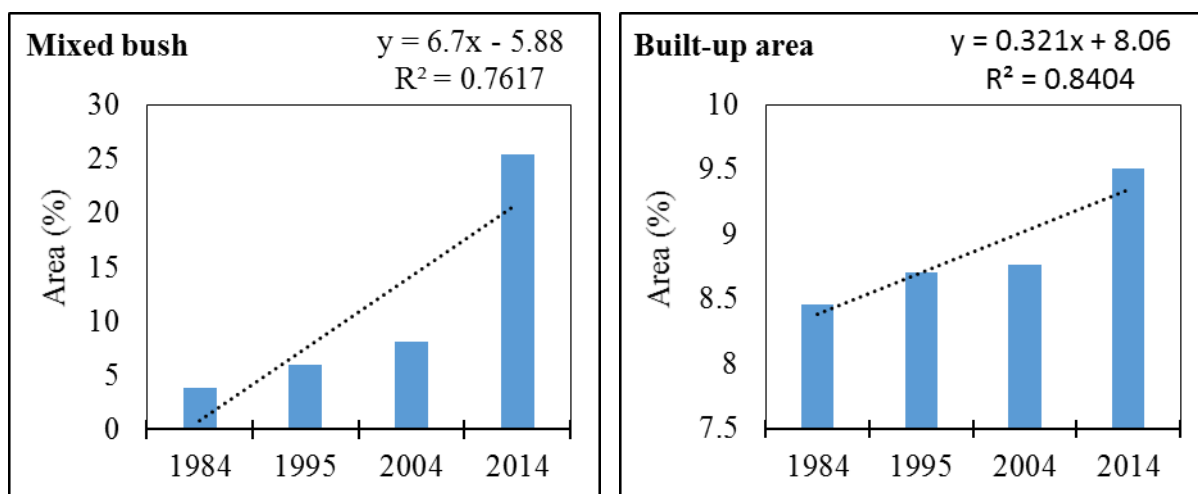 Mixed bush
y = 6.7x - 5.88
R² = 0.7617
Area (%)
30
25
20
15
10
5
0
1984 1995 2004 2014
Built-up area
y = 0.321x + 8.06
R² = 0.8404
Area (%)
10
9.5
9
8.5
8
7.5
1984 1995 2004 2014